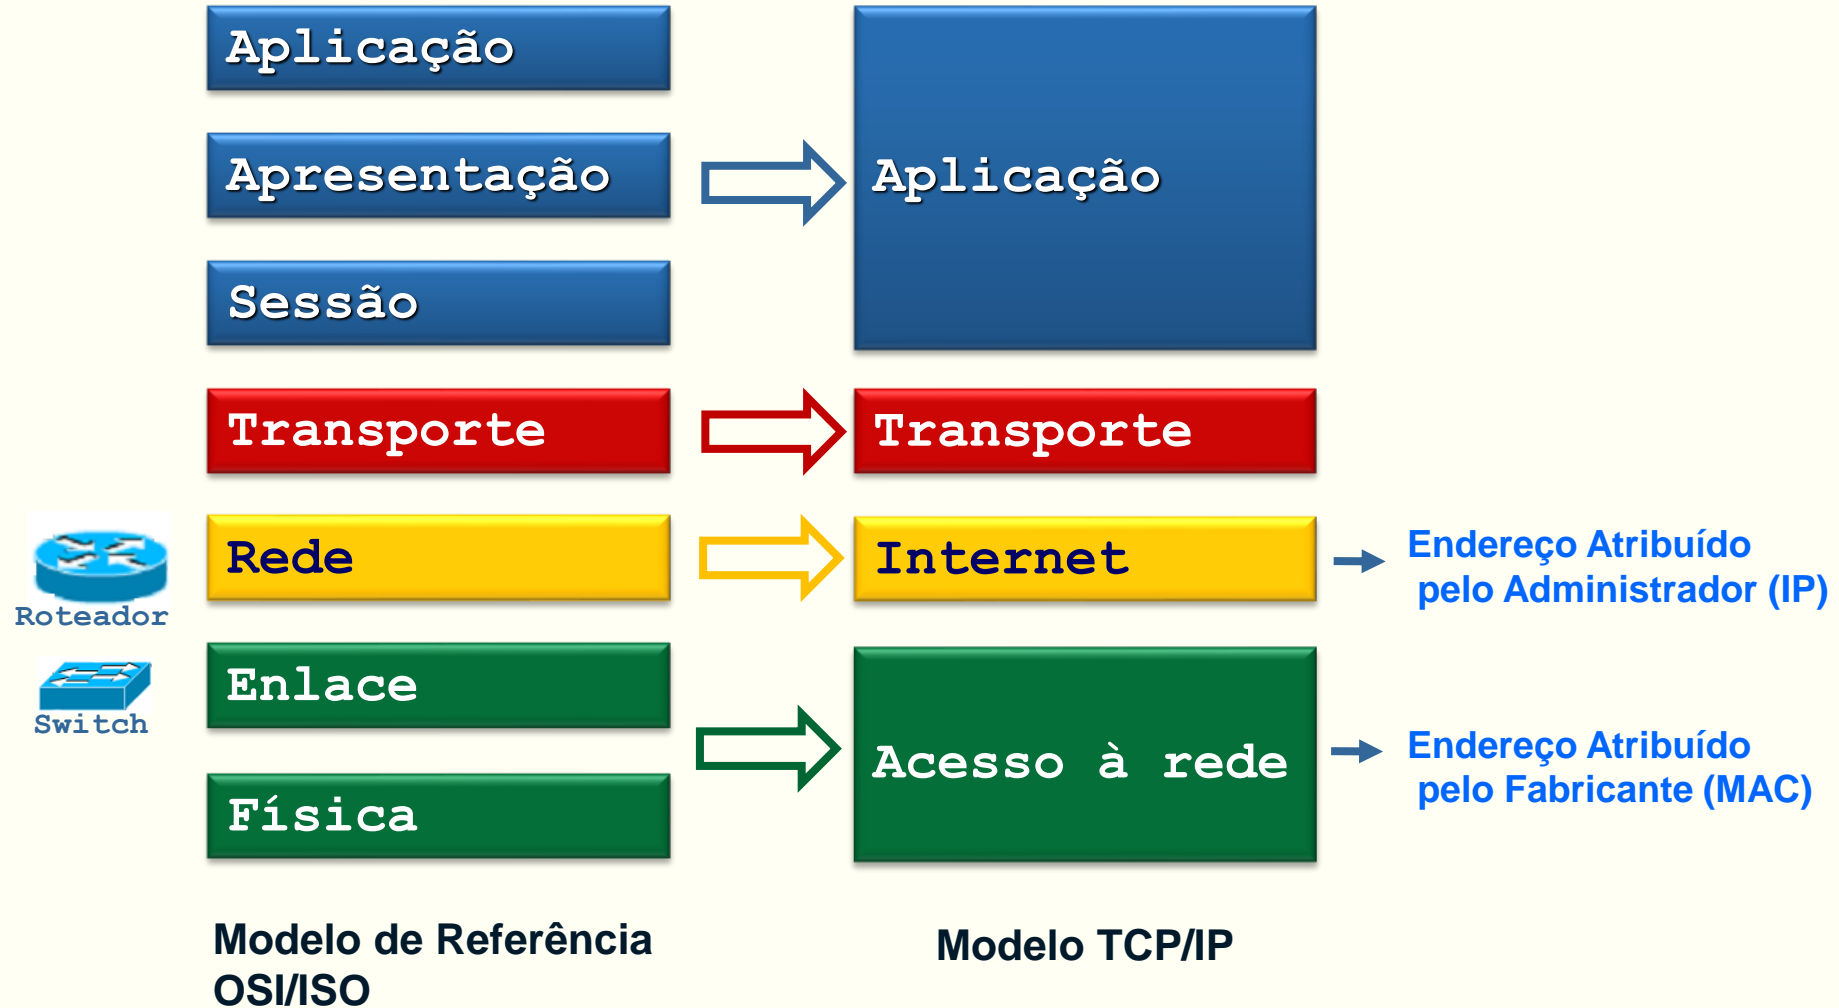 Aplicação
Apresentação
Aplicação
Sessão
Transporte
Transporte
Roteador
Rede
Internet
Endereço Atribuído
pelo Administrador (IP)
Switch
Enlace
Física
Acesso à rede
Endereço Atribuído
pelo Fabricante (MAC)
Modelo de Referência
OSI/ISO
Modelo TCP/IP